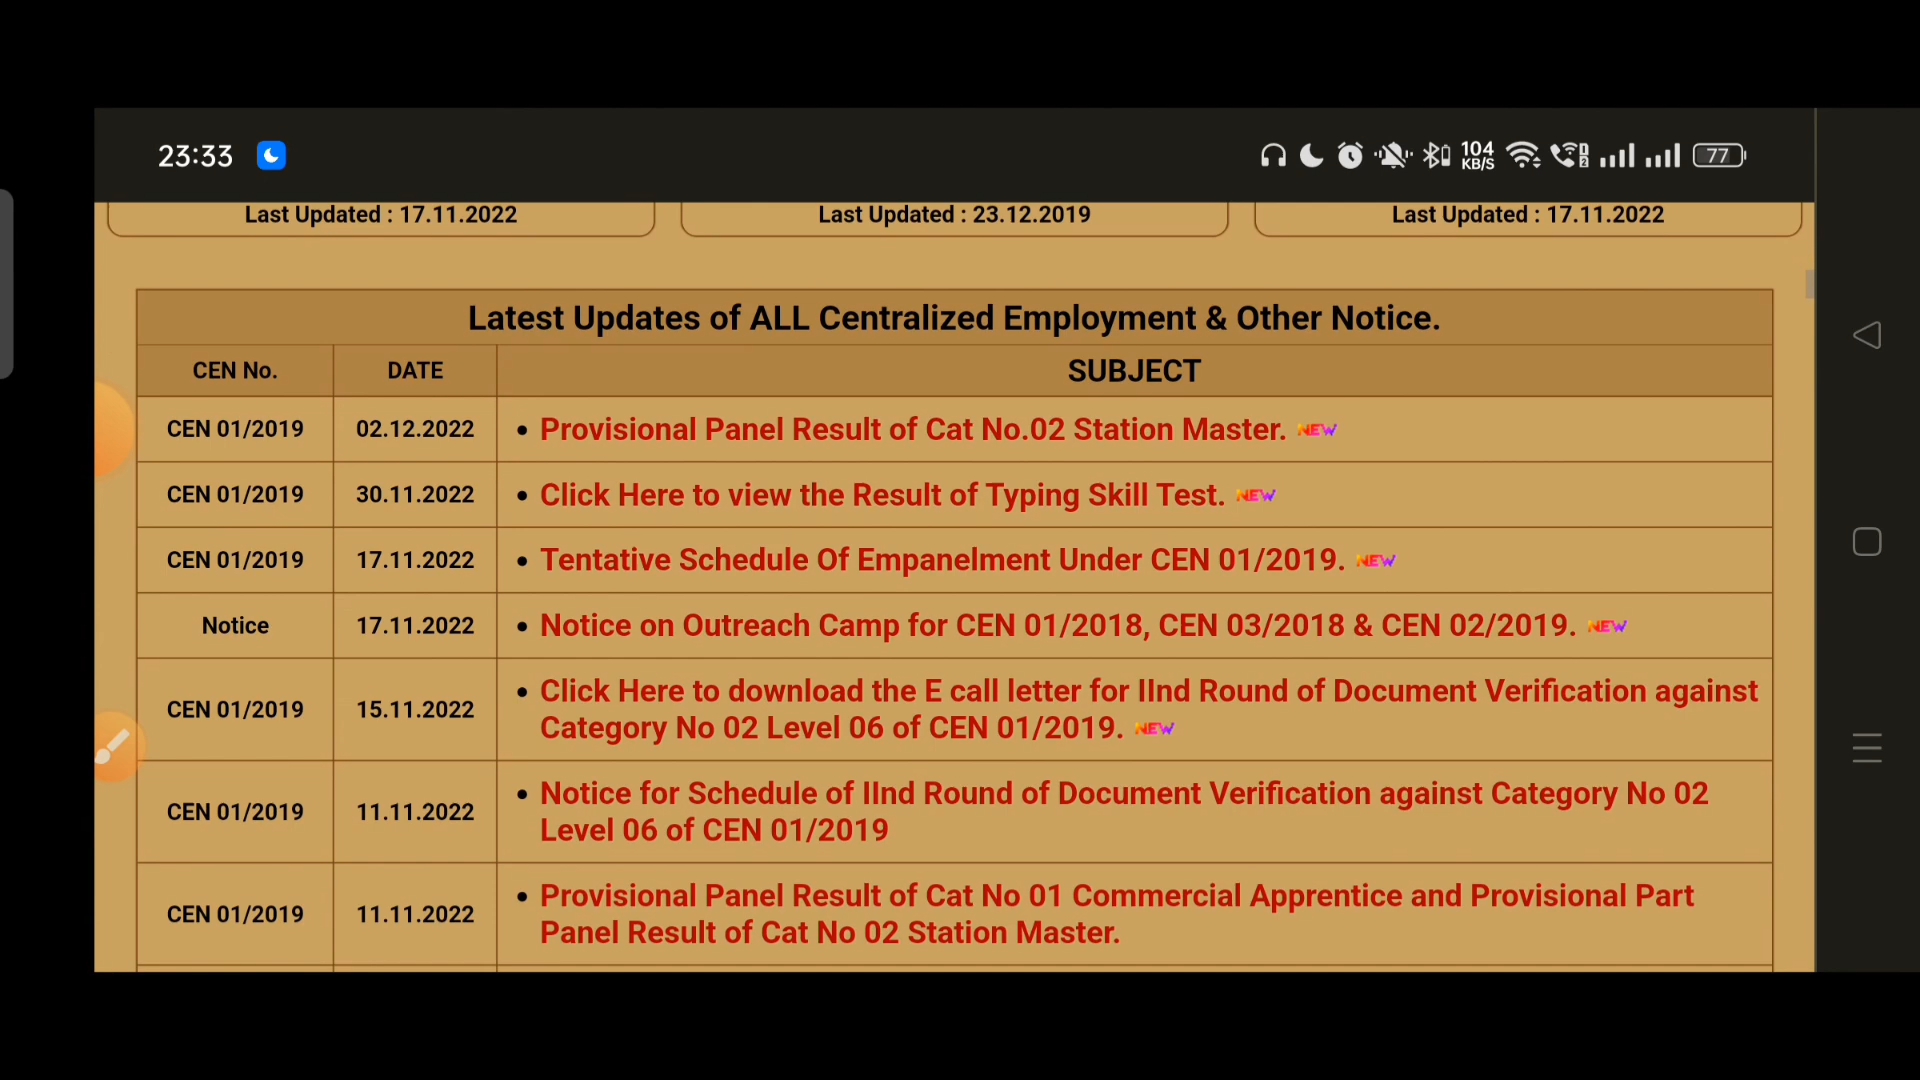 23:33
104
KB/S
2
77
Last Updated : 17.11.2022 Last Updated : 23.12.2019 Last Updated : 17.11.2022
Latest Updates of ALL Centralized Employment & Other Notice.
CEN No. DATE SUBJECT
CEN 01/2019 02.12.2022 • Provisional Panel Result of Cat No.02 Station Master. NEW
CEN 01/2019 30.11.2022 • Click Here to view the Result of Typing Skill Test. NEW
CEN 01/2019 17.11.2022 • Tentative Schedule Of Empanelment Under CEN 01/2019. NEW
Notice 17.11.2022 • Notice on Outreach Camp for CEN 01/2018, CEN 03/2018 & CEN 02/2019. NEW
CEN 01/2019 15.11.2022 • Click Here to download the E call letter for IInd Round of Document Verification against
Category No 02 Level 06 of CEN 01/2019. NEW
CEN 01/2019 11.11.2022 • Notice for Schedule of IInd Round of Document Verification against Category No 02
Level 06 of CEN 01/2019
CEN 01/2019 11.11.2022 • Provisional Panel Result of Cat No 01 Commercial Apprentice and Provisional Part
Panel Result of Cat No 02 Station Master.